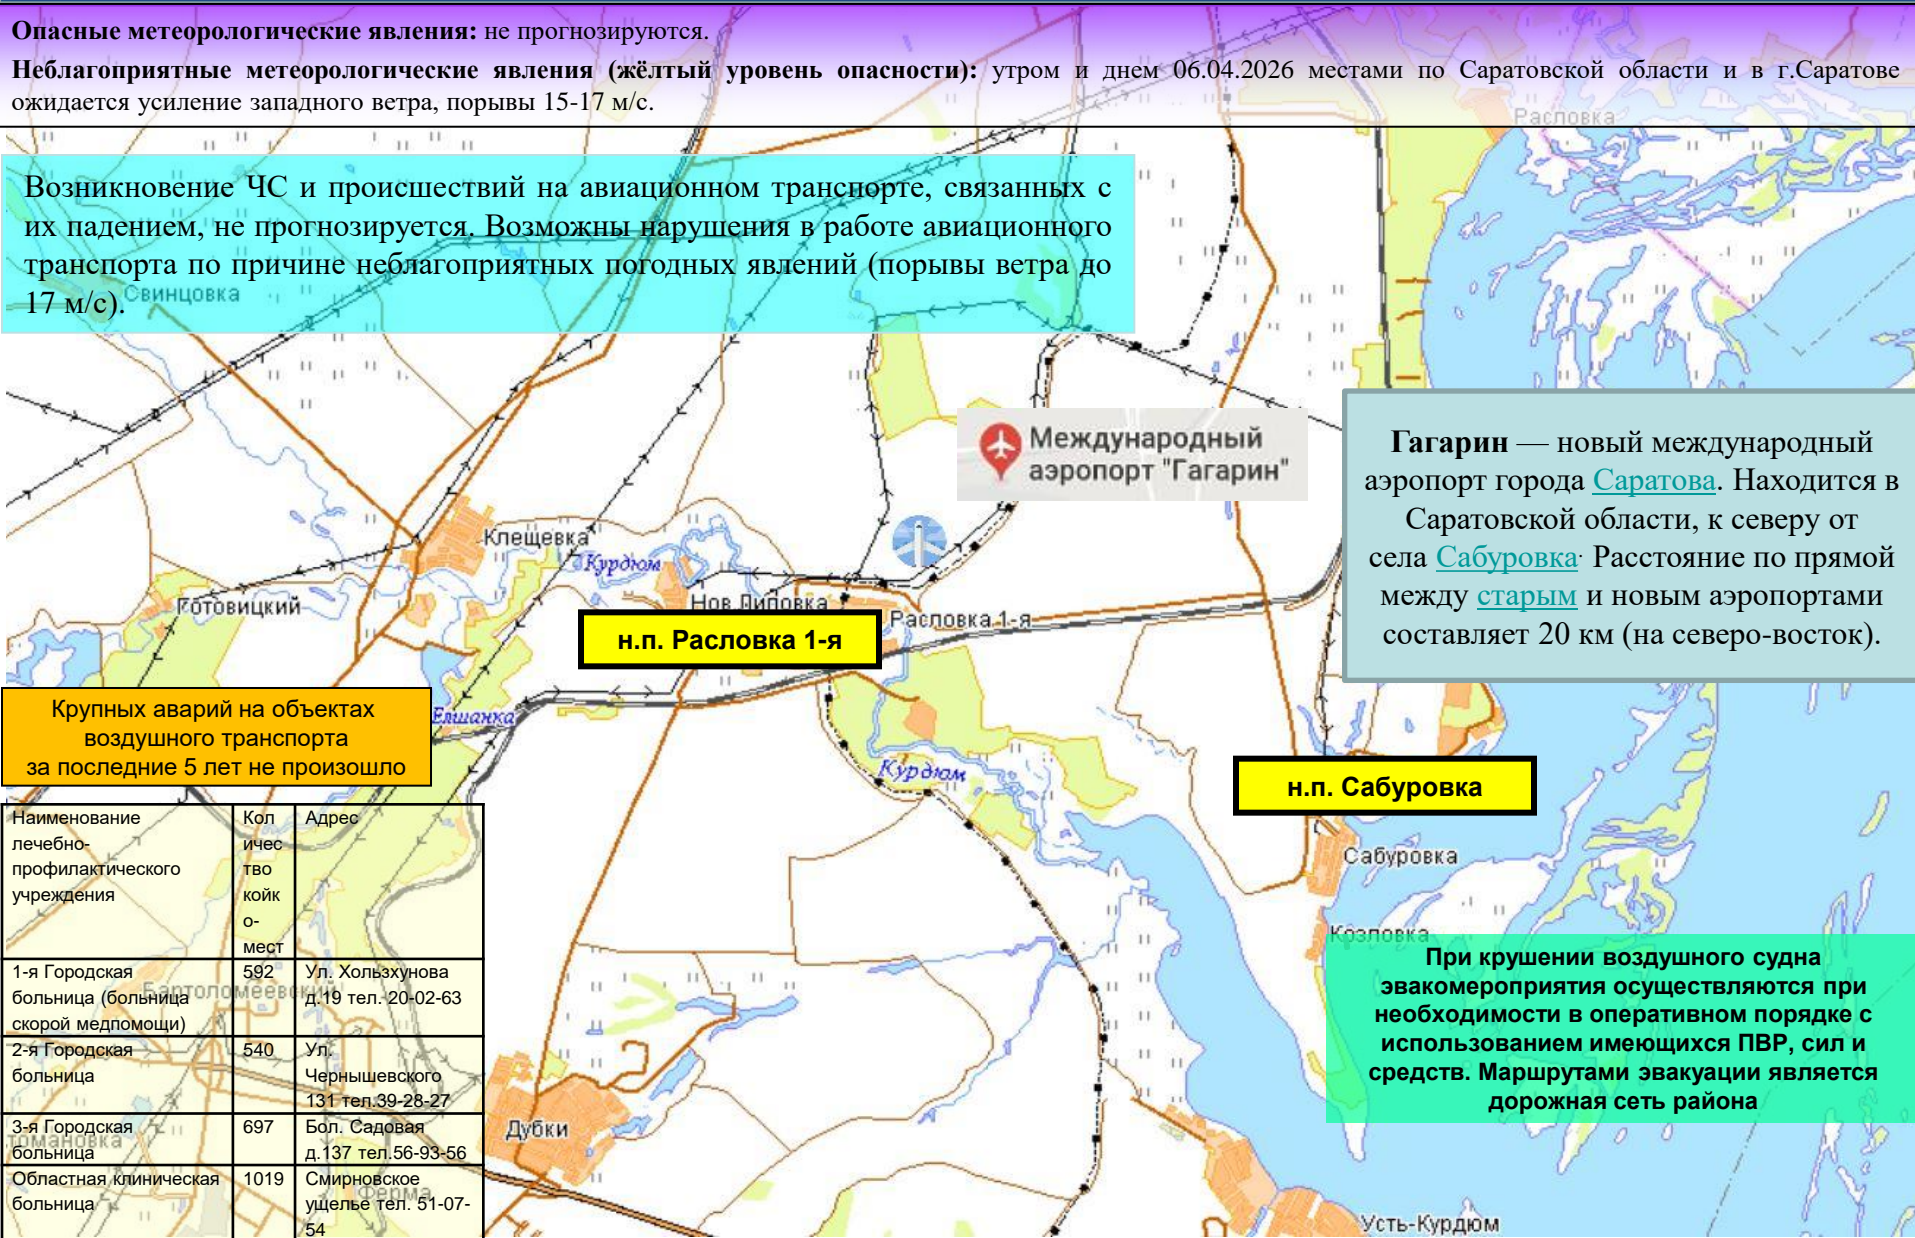 Опасные метеорологические явления: не прогнозируются.
Неблагоприятные метеорологические явления (жёлтый уровень опасности): утром и днем 06.04.2026 местами по Саратовской области и в г.Саратове
ожидается усиление западного ветра, порывы 15-17 м/с.
Расловка
Возникновение ЧС и происшествий на авиационном транспорте, связанных с
их падением, не прогнозируется. Возможны нарушения в работе авиационного
транспорта по причине неблагоприятных погодных явлений (порывы ветра до
17 м/с).
Свинцовка
Международный
аэропорт "Гагарин"
Гагарин — новый международный
аэропорт города Саратова. Находится в
Саратовской области, к северу от
села Сабуровка. Расстояние по прямой
между старым и новым аэропортами
составляет 20 км (на северо-восток).
Клещевка
Курдюм
Готовицкий
Нов.Липовка
Расловка 1-я
н.п. Расловка 1-я
Елшанка
Крупных аварий на объектах
воздушного транспорта
за последние 5 лет не произошло
Курдюм
н.п. Сабуровка
Сабуровка
Козловка
Наименование
лечебно-
профилактического
учреждения
Кол
ичес
тво
койк
о-
мест
Адрес
1-я Городская
больница (больница
скорой медпомощи)
592
Ул. Хользхунова
д.19 тел. 20-02-63
Бартоломеевский
2-я Городская
больница
540
Ул.
Чернышевского
131 тел.39-28-27
3-я Городская
больница
697
Бол. Садовая
д.137 тел.56-93-56
томановка
Областная клиническая
больница
1019
Смирновское
ущелье тел. 51-07-
54
Ферма
При крушении воздушного судна
эвакомероприятия осуществляются при
необходимости в оперативном порядке с
использованием имеющихся ПВР, сил и
средств. Маршрутами эвакуации является
дорожная сеть района
Дубки
Усть-Курдюм